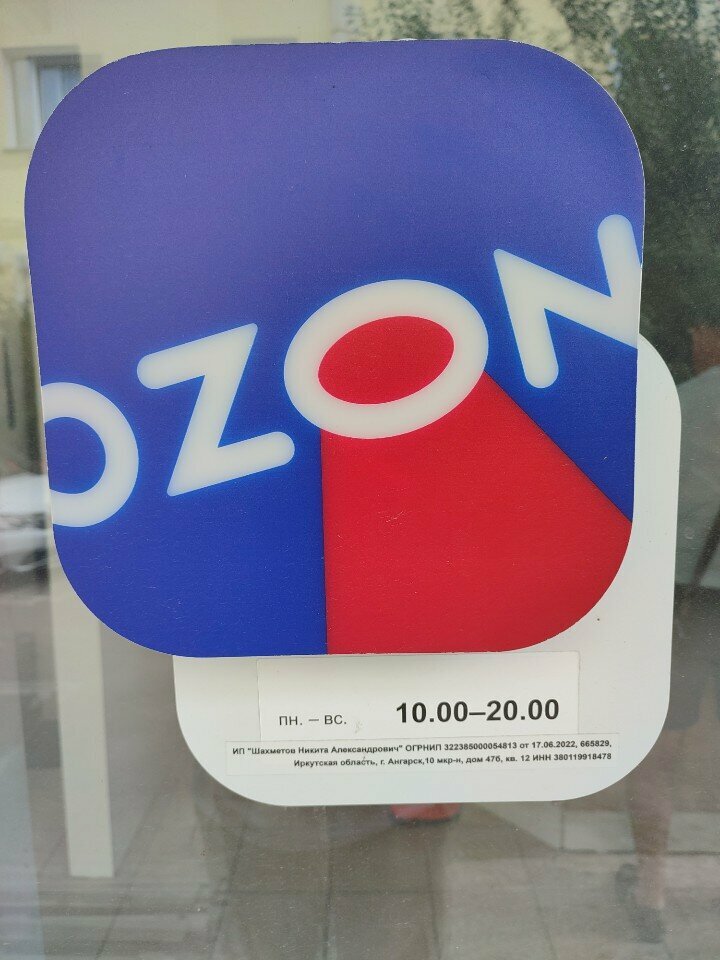 OZON
ПН. – ВС. 10.00–20.00
ИП "Шахметов Никита Александрович" ОГРНИП 322385000054813 от 17.06.2022, 665829,
Иркутская область, г. Ангарск,10 мкр-н, дом 47б, кв. 12 ИНН 380119918478